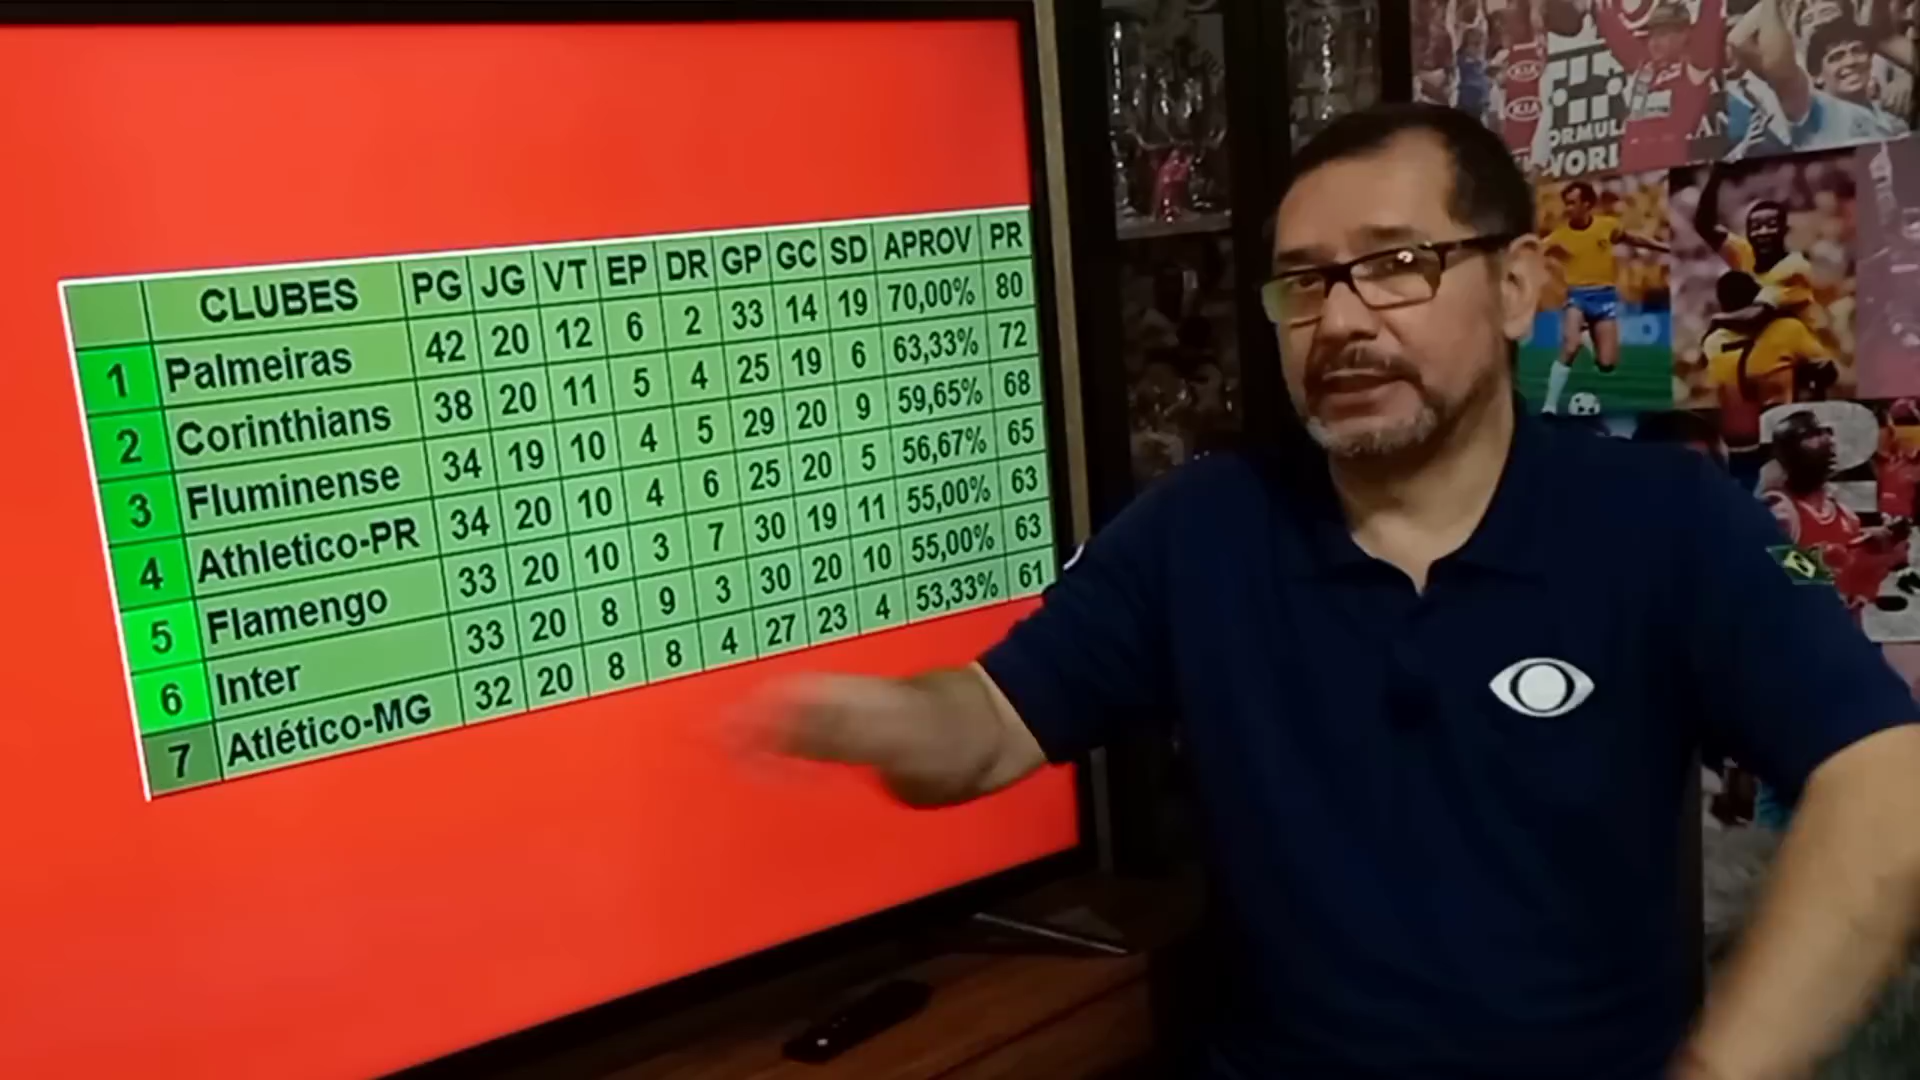 CLUBES PG JG VT EP DR GP GC SD APROV PR
1 Palmeiras 42 20 12 6 2 33 14 19 70,00% 80
2 Corinthians 38 20 11 5 4 25 19 6 63,33% 72
3 Fluminense 34 19 10 4 5 29 20 9 59,65% 68
4 Athletico-PR 34 20 10 4 6 25 20 5 56,67% 65
5 Flamengo 33 20 10 3 7 30 19 11 55,00% 63
6 Inter 33 20 8 9 3 30 20 10 55,00% 63
7 Atlético-MG 32 20 8 8 4 27 23 4 53,33% 61
KIA
KIA